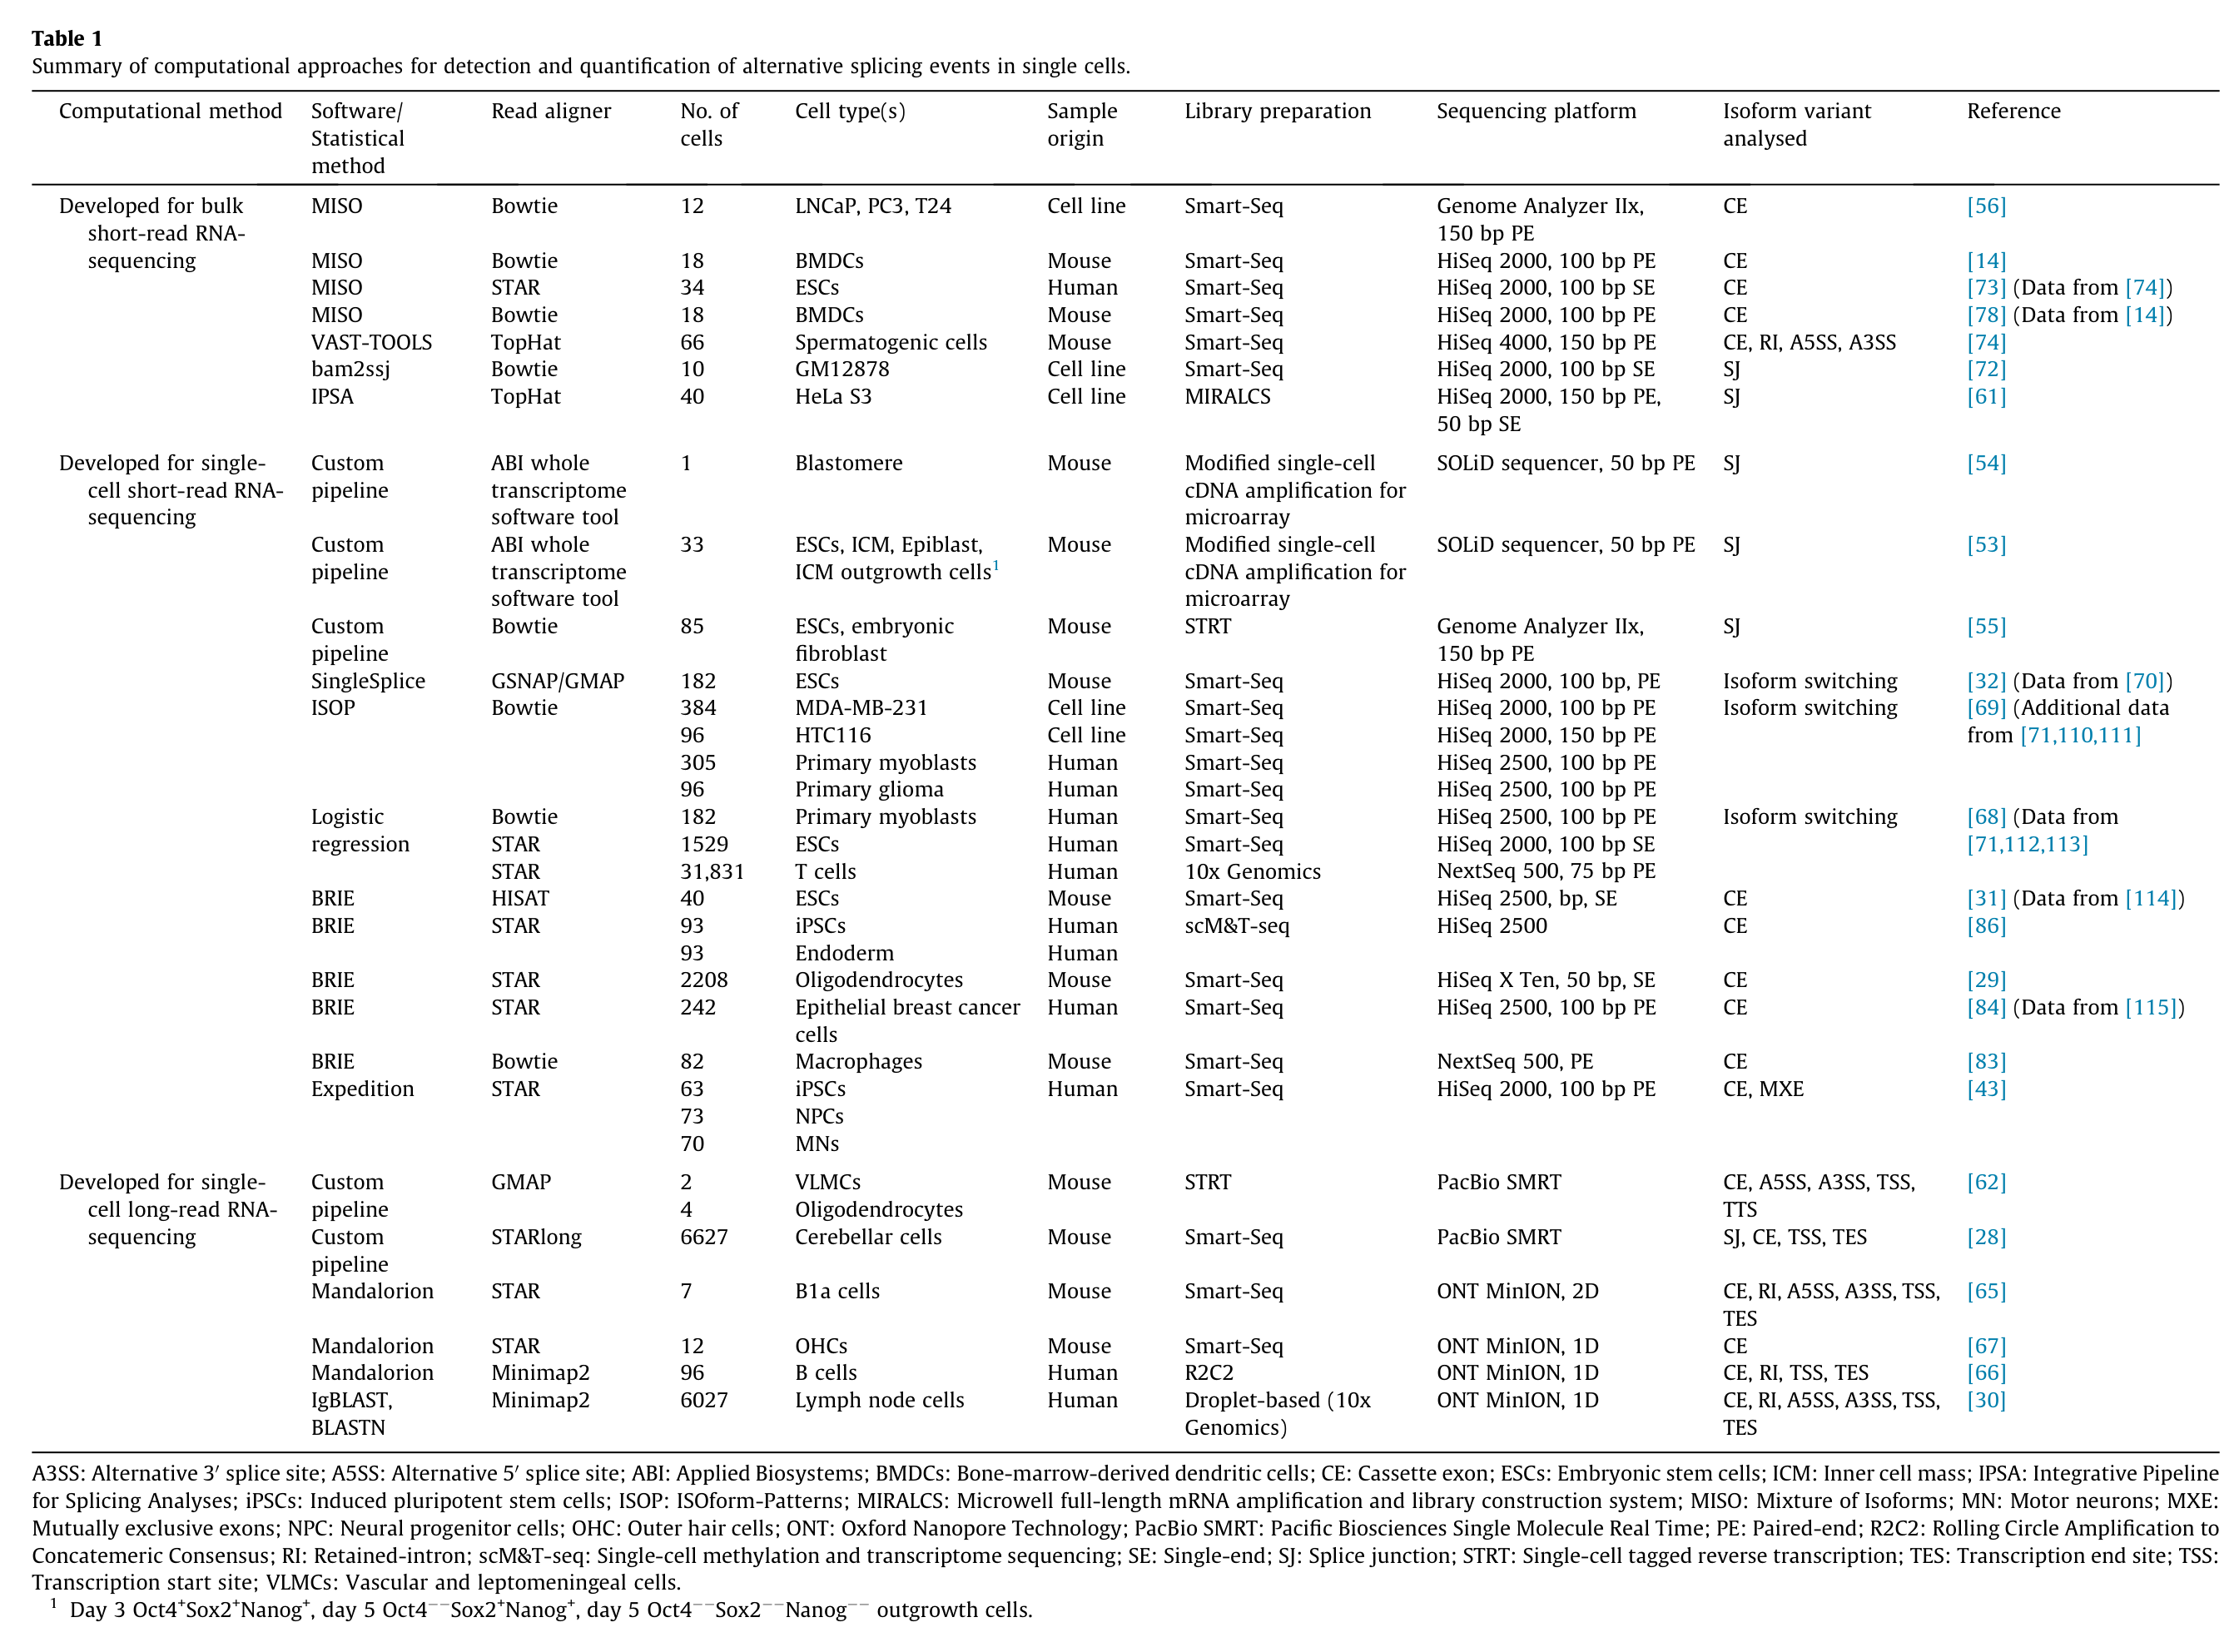 Table 1
Summary of computational approaches for detection and quantification of alternative splicing events in single cells.
Computational method Software/ Read aligner No. of Cell type(s) Sample Library preparation Sequencing platform Isoform variant Reference
Statistical cells origin analysed
method
Developed for bulk MISO Bowtie 12 LNCaP, PC3, T24 Cell line Smart-Seq Genome Analyzer IIx, CE [56]
short-read RNA- 150 bp PE
sequencing MISO Bowtie 18 BMDCs Mouse Smart-Seq HiSeq 2000, 100 bp PE CE [14]
MISO STAR 34 ESCs Human Smart-Seq HiSeq 2000, 100 bp SE CE [73] (Data from [74])
MISO Bowtie 18 BMDCs Mouse Smart-Seq HiSeq 2000, 100 bp PE CE [78] (Data from [14])
VAST-TOOLS TopHat 66 Spermatogenic cells Mouse Smart-Seq HiSeq 4000, 150 bp PE CE, RI, A5SS, A3SS [74]
bam2ssj Bowtie 10 GM12878 Cell line Smart-Seq HiSeq 2000, 100 bp SE SJ [72]
IPSA TopHat 40 HeLa S3 Cell line MIRALCS HiSeq 2000, 150 bp PE, SJ [61]
50 bp SE
Developed for single- Custom ABI whole 1 Blastomere Mouse Modified single-cell SOLiD sequencer, 50 bp PE SJ [54]
cell short-read RNA- pipeline transcriptome cDNA amplification for
sequencing software tool microarray
Custom ABI whole 33 ESCs, ICM, Epiblast, Mouse Modified single-cell SOLiD sequencer, 50 bp PE SJ [53]
pipeline transcriptome ICM outgrowth cells¹ cDNA amplification for
software tool microarray
Custom Bowtie 85 ESCs, embryonic Mouse STRT Genome Analyzer IIx, SJ [55]
pipeline fibroblast 150 bp PE
SingleSplice GSNAP/GMAP 182 ESCs Mouse Smart-Seq HiSeq 2000, 100 bp, PE Isoform switching [32] (Data from [70])
ISOP Bowtie 384 MDA-MB-231 Cell line Smart-Seq HiSeq 2000, 100 bp PE Isoform switching [69] (Additional data
96 HTC116 Cell line Smart-Seq HiSeq 2000, 150 bp PE from [71,110,111]
305 Primary myoblasts Human Smart-Seq HiSeq 2500, 100 bp PE
96 Primary glioma Human Smart-Seq HiSeq 2500, 100 bp PE
Logistic Bowtie 182 Primary myoblasts Human Smart-Seq HiSeq 2500, 100 bp PE Isoform switching [68] (Data from
regression STAR 1529 ESCs Human Smart-Seq HiSeq 2000, 100 bp SE [71,112,113]
STAR 31,831 T cells Human 10x Genomics NextSeq 500, 75 bp PE
BRIE HISAT 40 ESCs Mouse Smart-Seq HiSeq 2500, bp, SE CE [31] (Data from [114])
BRIE STAR 93 iPSCs Human scM&T-seq HiSeq 2500 CE [86]
93 Endoderm Human
BRIE STAR 2208 Oligodendrocytes Mouse Smart-Seq HiSeq X Ten, 50 bp, SE CE [29]
BRIE STAR 242 Epithelial breast cancer Human Smart-Seq HiSeq 2500, 100 bp PE CE [84] (Data from [115])
cells
BRIE Bowtie 82 Macrophages Mouse Smart-Seq NextSeq 500, PE CE [83]
Expedition STAR 63 iPSCs Human Smart-Seq HiSeq 2000, 100 bp PE CE, MXE [43]
73 NPCs
70 MNs
Developed for single- Custom GMAP 2 VLMCs Mouse STRT PacBio SMRT CE, A5SS, A3SS, TSS, [62]
cell long-read RNA- pipeline 4 Oligodendrocytes TTS
sequencing Custom STARlong 6627 Cerebellar cells Mouse Smart-Seq PacBio SMRT SJ, CE, TSS, TES [28]
pipeline
Mandalorion STAR 7 B1a cells Mouse Smart-Seq ONT MinION, 2D CE, RI, A5SS, A3SS, TSS, [65]
TES
Mandalorion STAR 12 OHCs Mouse Smart-Seq ONT MinION, 1D CE [67]
Mandalorion Minimap2 96 B cells Human R2C2 ONT MinION, 1D CE, RI, TSS, TES [66]
IgBLAST, Minimap2 6027 Lymph node cells Human Droplet-based (10x ONT MinION, 1D CE, RI, A5SS, A3SS, TSS, [30]
BLASTN Genomics) TES
A3SS: Alternative 3′ splice site; A5SS: Alternative 5′ splice site; ABI: Applied Biosystems; BMDCs: Bone-marrow-derived dendritic cells; CE: Cassette exon; ESCs: Embryonic stem cells; ICM: Inner cell mass; IPSA: Integrative Pipeline
for Splicing Analyses; iPSCs: Induced pluripotent stem cells; ISOP: ISOform-Patterns; MIRALCS: Microwell full-length mRNA amplification and library construction system; MISO: Mixture of Isoforms; MN: Motor neurons; MXE:
Mutually exclusive exons; NPC: Neural progenitor cells; OHC: Outer hair cells; ONT: Oxford Nanopore Technology; PacBio SMRT: Pacific Biosciences Single Molecule Real Time; PE: Paired-end; R2C2: Rolling Circle Amplification to
Concatemeric Consensus; RI: Retained-intron; scM&T-seq: Single-cell methylation and transcriptome sequencing; SE: Single-end; SJ: Splice junction; STRT: Single-cell tagged reverse transcription; TES: Transcription end site; TSS:
Transcription start site; VLMCs: Vascular and leptomeningeal cells.
¹ Day 3 Oct4⁺Sox2⁺Nanog⁺, day 5 Oct4⁻⁻Sox2⁺Nanog⁺, day 5 Oct4⁻⁻Sox2⁻⁻Nanog⁻⁻ outgrowth cells.